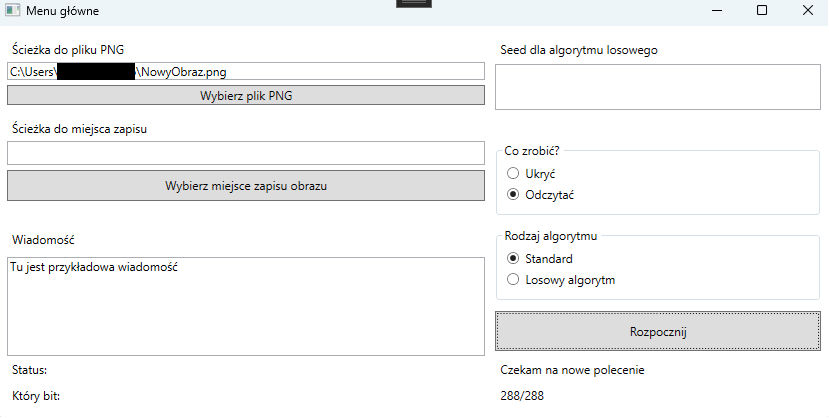 Menu główne
Ścieżka do pliku PNG
C:\Users\ \NowyObraz.png
Wybierz plik PNG
Ścieżka do miejsca zapisu
Wybierz miejsce zapisu obrazu
Wiadomość
Tu jest przykładowa wiadomość
Seed dla algorytmu losowego
Co zrobić?
Ukryć
Odczytać
Rodzaj algorytmu
Standard
Losowy algorytm
Rozpocznij
Status:
Czekam na nowe polecenie
Który bit:
288/288